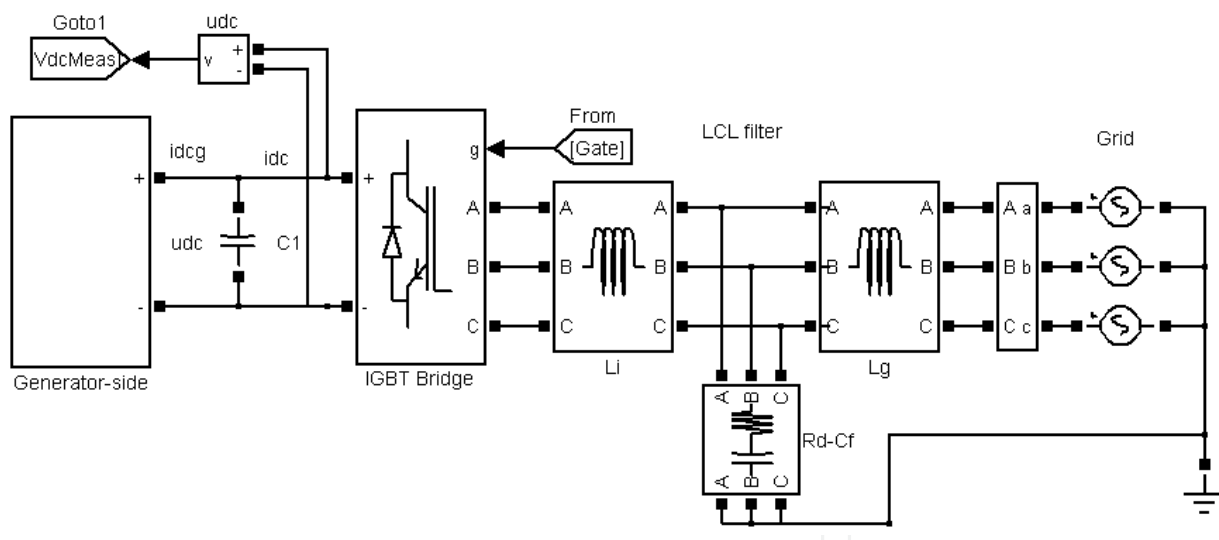 Goto1
udc
VdcMeas
v
+
-
From
[Gate]
g
LCL filter
Grid
idcg
idc
+
+
A
A
A
A
A
A a
udc
C1
B
B
B
B
B
B b
-
-
C
C
C
C
C
C c
Generator-side
IGBT Bridge
Li
Lg
A
B
C
Rd-Cf
A
B
C